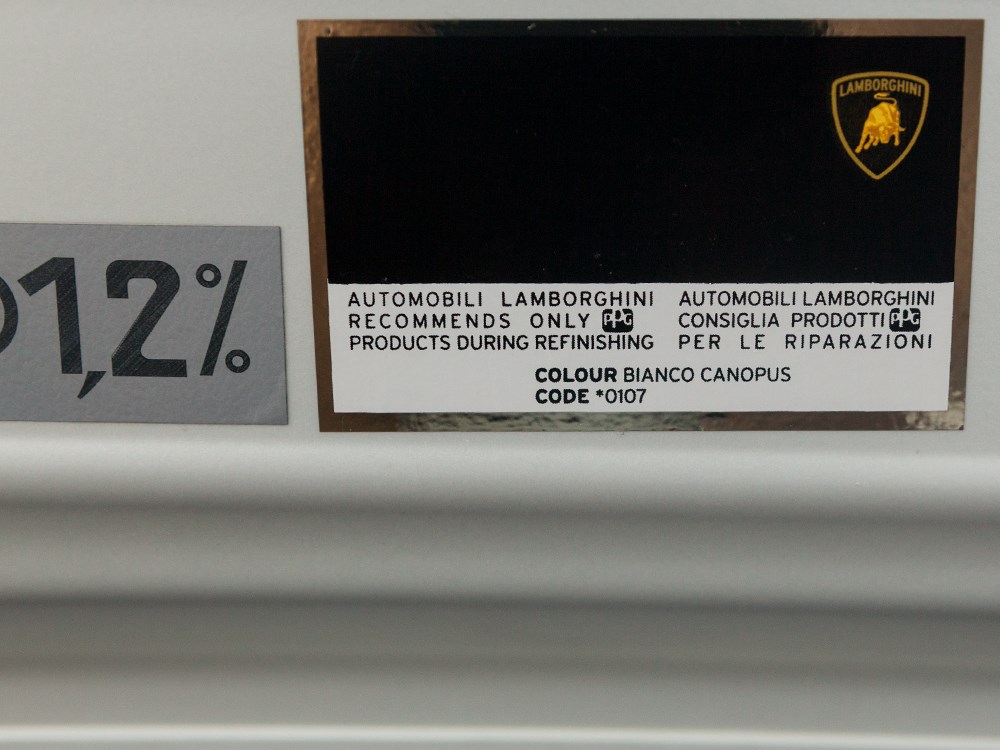 LAMBORGHINI
1,2%
AUTOMOBILI LAMBORGHINI
RECOMMENDS ONLY PPG
PRODUCTS DURING REFINISHING
AUTOMOBILI LAMBORGHINI
CONSIGLIA PRODOTTI PPG
PER LE RIPARAZIONI
COLOUR BIANCO CANOPUS
CODE *0107